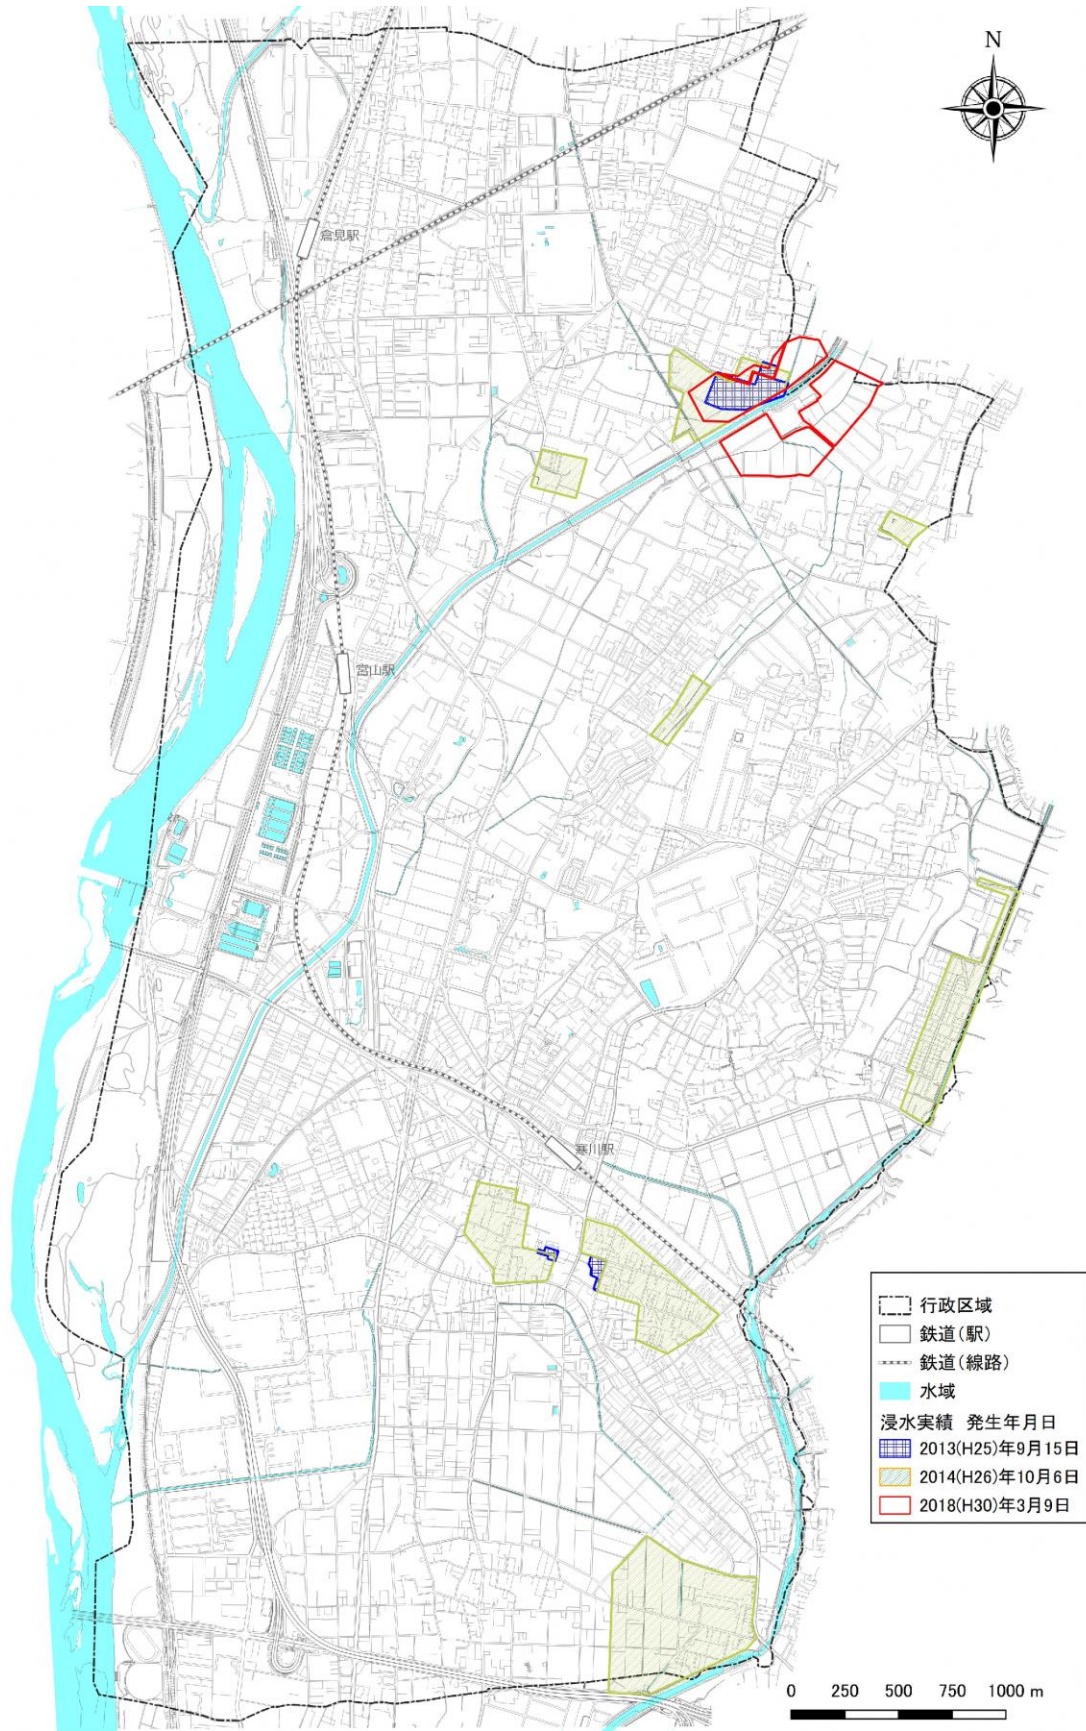 N
倉見駅
宮山駅
寒川駅
行政区域
鉄道(駅)
鉄道(線路)
水域
浸水実績 発生年月日
2013(H25)年9月15日
2014(H26)年10月6日
2018(H30)年3月9日
0 250 500 750 1000 m